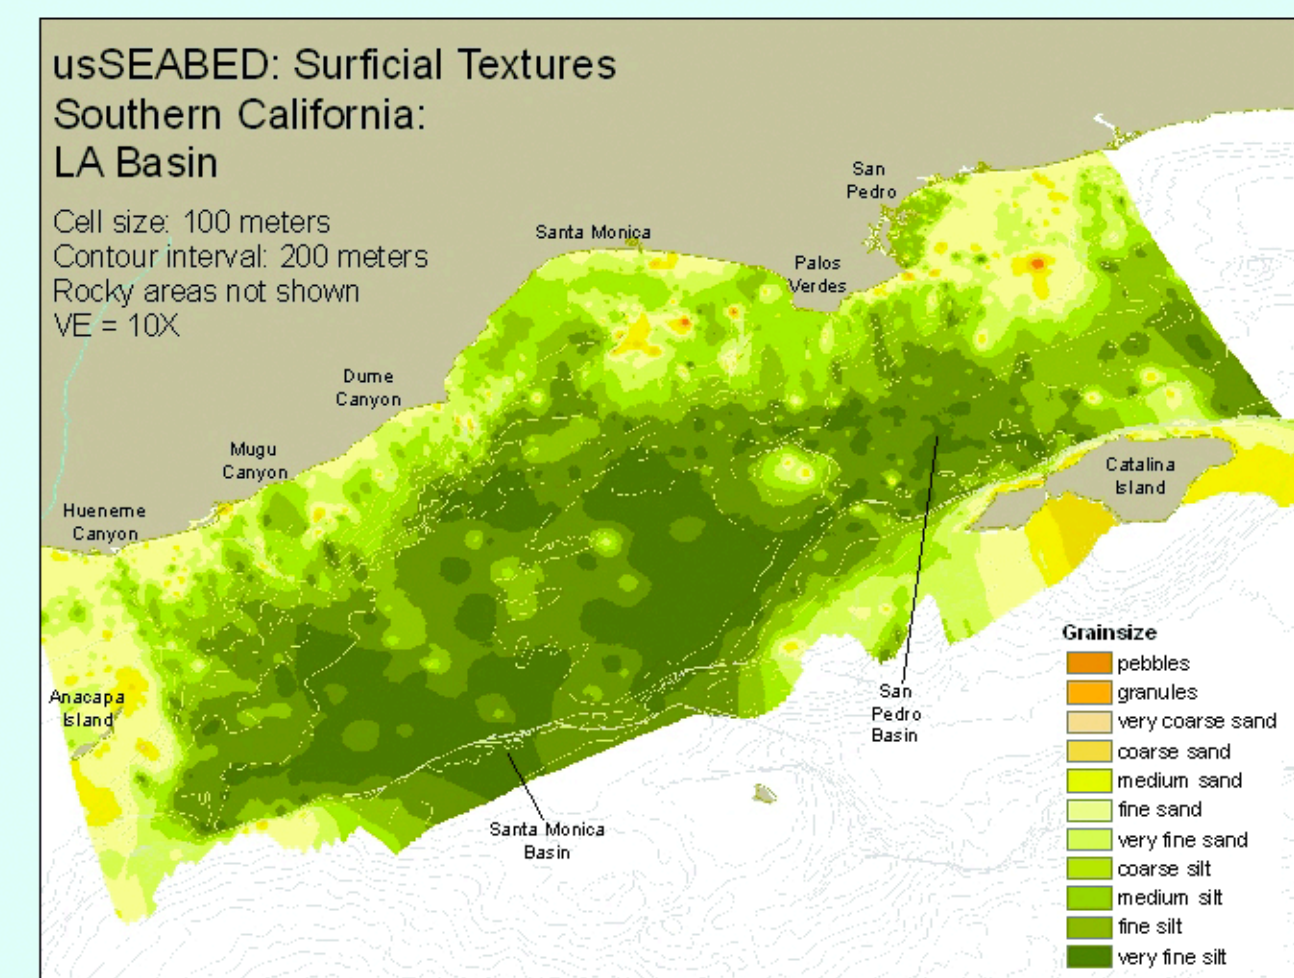 usSEABED: Surficial Textures
Southern California:
LA Basin
Cell size: 100 meters
Contour interval: 200 meters
Rocky areas not shown
VE = 10X
San
Pedro
Santa Monica
Palos
Verdes
Dume
Canyon
Mugu
Canyon
Catalina
Island
Hueneme
Canyon
Anacapa
Island
San
Pedro
Basin
Santa Monica
Basin
Grainsize
pebbles
granules
very coarse sand
coarse sand
medium sand
fine sand
very fine sand
coarse silt
medium silt
fine silt
very fine silt